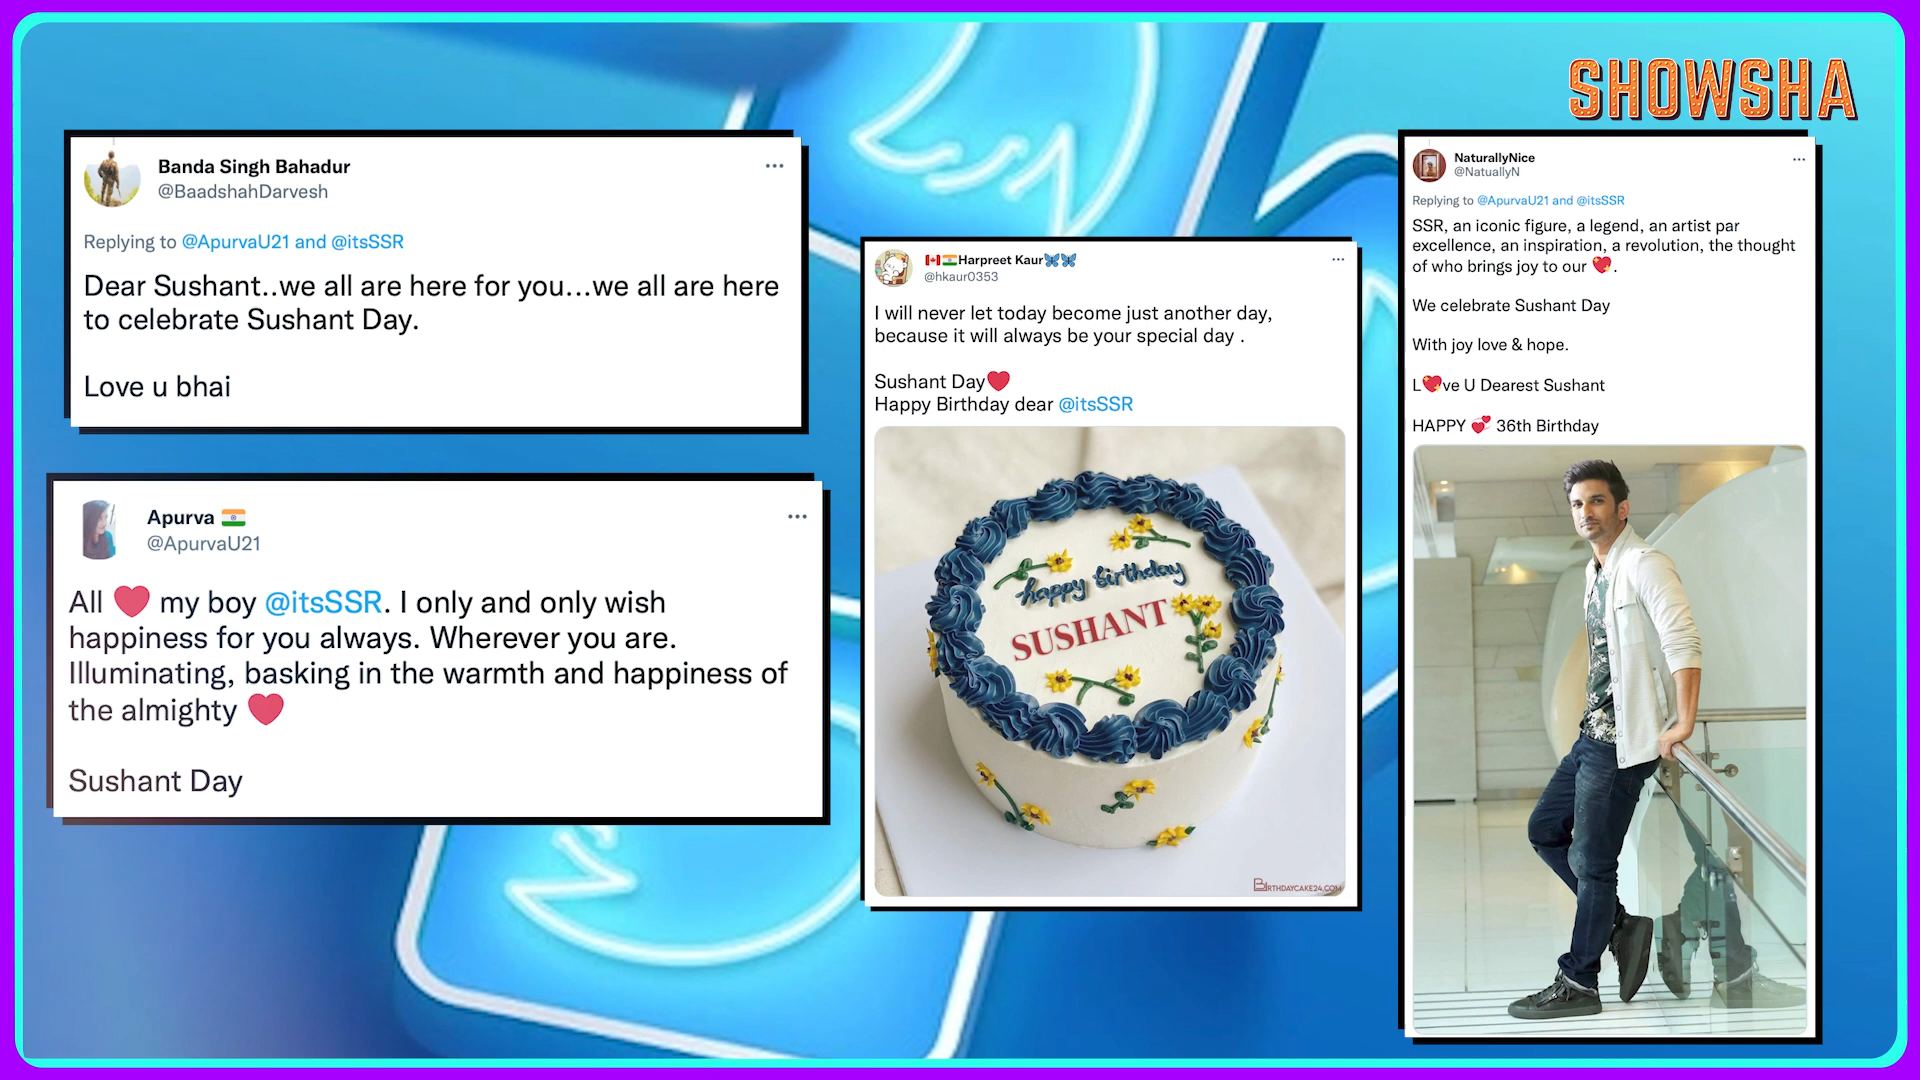 SHOWSHA
Banda Singh Bahadur
@BaadshahDarvesh
Replying to @ApurvaU21 and @itsSSR
Dear Sushant..we all are here for you...we all are here
to celebrate Sushant Day.
Love u bhai
Apurva 🇮🇳
@ApurvaU21
All ❤️ my boy @itsSSR. I only and only wish
happiness for you always. Wherever you are.
Illuminating, basking in the warmth and happiness of
the almighty ❤️
Sushant Day
🇨🇦🇮🇳Harpreet Kaur🦋🦋
@hkaur0353
I will never let today become just another day,
because it will always be your special day .
Sushant Day❤️
Happy Birthday dear @itsSSR
happy birthday
SUSHANT
BIRTHDAYCAKE24.COM
NaturallyNice
@NatuallyN
Replying to @ApurvaU21 and @itsSSR
SSR, an iconic figure, a legend, an artist par
excellence, an inspiration, a revolution, the thought
of who brings joy to our 💖.
We celebrate Sushant Day
With joy love & hope.
L💖ve U Dearest Sushant
HAPPY 💞 36th Birthday